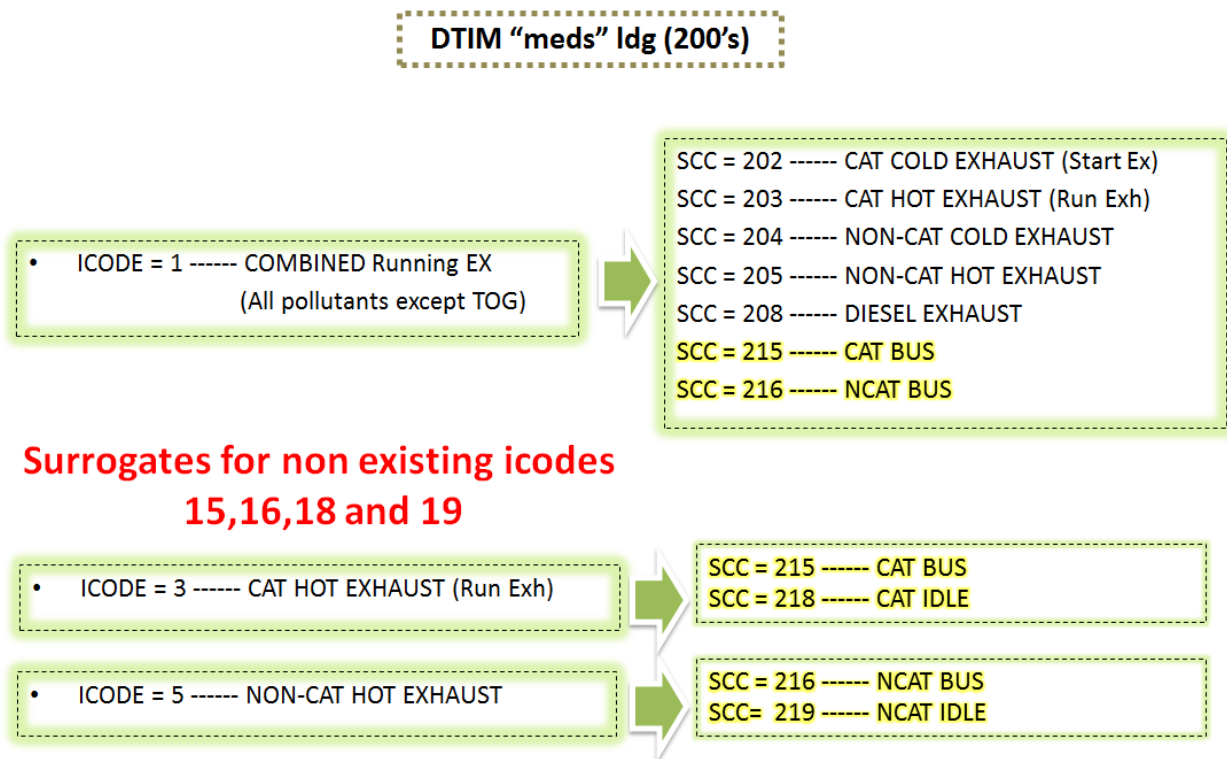 DTIM “meds” ldg (200’s)
• ICODE = 1 ------ COMBINED Running EX
(All pollutants except TOG)
SCC = 202 ------ CAT COLD EXHAUST (Start Ex)
SCC = 203 ------ CAT HOT EXHAUST (Run Exh)
SCC = 204 ------ NON-CAT COLD EXHAUST
SCC = 205 ------ NON-CAT HOT EXHAUST
SCC = 208 ------ DIESEL EXHAUST
SCC = 215 ------ CAT BUS
SCC = 216 ------ NCAT BUS
Surrogates for non existing icodes
15,16,18 and 19
• ICODE = 3 ------ CAT HOT EXHAUST (Run Exh)
SCC = 215 ------ CAT BUS
SCC = 218 ------ CAT IDLE
• ICODE = 5 ------ NON-CAT HOT EXHAUST
SCC = 216 ------ NCAT BUS
SCC= 219 ------ NCAT IDLE